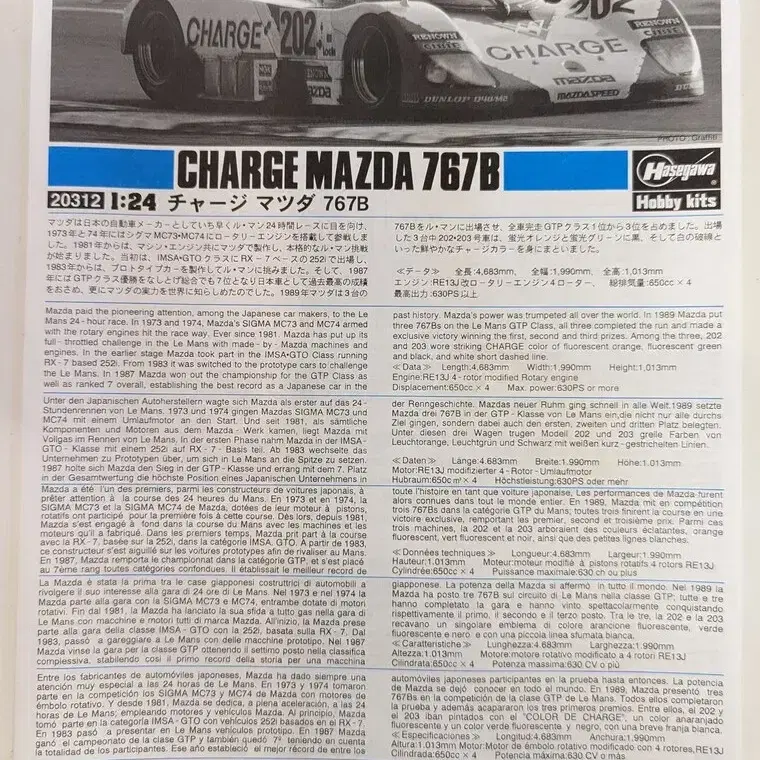 202
RENOWN
CHARGE
202
RENOWN
CHARGE
mazda
MAZDASPEED
DUNLOP
PHOTO : Graffiti
CHARGE MAZDA 767B
Hasegawa
Hobby kits
20312 1:24 チャージ マツダ 767B
マツダは日本の自動車メーカーとしていち早くル・マン24時間レースに目を向け、
1973年と74年にはシグマMC73・MC74にロータリーエンジンを搭載して参戦しま
した。1981年からは、マシン・エンジン共にマツダで製作し、本格的なル・マン挑戦
が始まりました。当初は、IMSA・GTOクラスにRX-7ベースの252iで出場し、
1983年からは、プロトタイプカーを製作してル・マンに挑みました。そして、1987
年にはGTPクラス優勝をなしとげ総合でも7位となり日本車として過去最高の成績
をおさめ、更にマツダの実力を世界に知らしめたのでした。1989年マツダは3台の
767Bをル・マンに出場させ、全車完走GTPクラス1位から3位を占めました。出場
した3台中202・203号車は、蛍光オレンジと蛍光グリーンに黒、そして白の破線と
いった鮮やかなチャージカラーを身にまといました。
≪データ≫ 全長:4,683mm、 全幅:1,990mm、 全高:1,013mm
エンジン:RE13J改ロータリーエンジン4ローター、 総排気量:650cc×4
最高出力:630PS以上
Mazda paid the pioneering attention, among the Japanese car makers, to the Le
Mans 24 - hour race. In 1973 and 1974, Mazda's SIGMA MC73 and MC74 armed
with the rotary engines hit the race way. Ever since 1981. Mazda has put up its
full - throttled challenge in the Le Mans with made - by - Mazda machines and
engines. In the earlier stage Mazda took part in the IMSA•GTO Class running
RX - 7 based 252i. From 1983 it was switched to the prototype cars to challenge
the Le Mans. In 1987 Mazda won out the championship for the GTP Class as
well as ranked 7 overall, establishing the best record as a Japanese car in the
past history. Mazda's power was trumpeted all over the world. In 1989 Mazda put
three 767Bs on the Le Mans GTP Class, all three completed the run and made a
exclusive victory winning the first, second and third prizes. Among the three, 202
and 203 wore striking CHARGE color of fluorescent orange, fluorescent green
and black, and white short dashed line.
≪Data≫ Length:4,683mm Width:1,990mm Height:1,013mm
Engine:RE13J 4 - rotor modified Rotary engine
Displacement:650cc × 4 Max. power:630PS or more
Unter den Japanischen Autoherstellern wagte sich Mazda als erster auf das 24 -
Stundenrennen von Le Mans. 1973 und 1974 gingen Mazdas SIGMA MC73 und
MC74 mit einem Umlaufmotor an den Start. Und seit 1981, als sämtliche
Komponenten und Motoren aus dem Mazda - Werk kamen, liegt Mazda mit
Vollgas im Rennen von Le Mans. In der ersten Phase nahm Mazda in der IMSA -
GTO - Klasse mit einem 252i auf RX - 7 - Basis teil. Ab 1983 wechselte das
Unternehmen zu Prototypen über, um sich in Le Mans an die Spitze zu setzen.
1987 holte sich Mazda den Sieg in der GTP - Klasse und errang mit dem 7. Platz
in der Gesamtwertung die höchste Position eines Japanischen Unternehmens in
der Renngeschichte. Mazdas neuer Ruhm ging schnell in alle Welt.1989 setzte
Mazda drei 767B in der GTP - Klasse von Le Mans ein,die nicht nur alle durchs
Ziel gingen, sondern dabei auch den ersten, zweiten und dritten Platz belegten.
Unter diesen drei Wagen trugen Modell 202 und 203 grelle Farben von
Leuchtorange, Leuchtgrün und Schwarz mit weißen kurz - gestrichelten Linien.
≪Daten≫ Länge:4.683mm Breite:1.990mm Höhe:1.013mm
Motor:RE13J modifizierter 4 - Rotor - Umlaufmotor
Hubraum:650c㎥ × 4 Höchstleistung:630PS oder mehr
Mazda a été l'un des premiers, parmi les constructeurs de voitures japonais, à
prêter attention à la course des 24 heures du Mans. En 1973 et en 1974, la
SIGMA MC73 et la SIGMA MC74 de Mazda, dotées de leur moteur à pistons,
rotatifs ont participé pour la première fois à cette course. Dès lors, depuis 1981,
Mazda s'est engagé à fond dans la course du Mans avec les machines et les
moteurs qu'il a fabriqué. Dans les premiers temps, Mazda prit part à la course
avec la RX-7, basée sur la 252i, dans la catégorie IMSA. GTO. A partir de 1983,
ce constructeur s'est aiguillé sur les voitures prototypes afin de rivaliser au Mans.
En 1987, Mazda remporta le championnat dans la catégorie GTP, et s'est placé
au 7ème rang toutes catégories confondues. Il établissait le meilleur record de
toute l'histoire en tant que voiture japonaise. Les performances de Mazda furent
alors connues dans tout le monde entier. En 1989, Mazda mit en compétition
trois 767Bs dans la catégorie GTP du Mans; toutes trois finirent la course en une
victoire exclusive, remportant les premier, second et troisième prix. Parmi ces
trois machines, la 202 et la 203 arboraient des couleurs éclatantes, orange
fluorescent, vert fluorescent et noir, ainsi que des petites lignes blanches.
≪Données techniques≫ Longueur:4.683mm Largeur:1.990mm
Hauteur:1.013mm Moteur:moteur modifié à pistons rotatifs 4 rotors RE13J
Cylindrée:650cc × 4 Puissance maximale:630 ch ou plus
La Mazda è stata la prima tra le case giapponesi costruttrici di automobili a
rivolgere il suo interesse alla gara di 24 ore di Le Mans. Nel 1973 e nel 1974 la
Mazda parte alla gara con la SIGMA MC73 e MC74, entrambe dotate di motori
rotativi. Fin dal 1981, la Mazda ha lanciato la sua sfida a tutto gas nella gara di
Le Mans con macchine e motori tutti di marca Mazda. All'inizio, la Mazda prese
parte alla gara della classe IMSA - GTO con la 252i, basata sulla RX - 7. Dal
1983, passò a gareggiare a Le Mans con delle macchine prototipo. Nel 1987
Mazda vinse la gara per la classe GTP ottenendo il settimo posto nella classifica
complessiva, stabilendo così il primo record della storia per una macchina
giapponese. La potenza della Mazda si affermò in tutto il mondo. Nel 1989 la
Mazda ha posto tre 767B sul circuito di Le Mans nella classe GTP; tutte e tre
hanno completato la gara e hanno vinto spettacolarmente conquistando
rispettivamente il primo, il secondo e il terzo posto. Tra le tre, la 202 e la 203
recavano un singolare emblema di colore arancione fluorescente, verde
fluorescente e nero e con una piccola linea sfumata bianca.
≪Caratteristiche≫ Lunghezza:4.683mm Larghezza:1.990mm
Altezza:1.013mm Motore:motore rotativo modificato a 4 rotori RE13J
Cilindrata:650cc × 4 Potenza massima:630 CV o più
Entre los fabricantes de automóviles japoneses, Mazda ha dado siempre una
atención muy especial a las 24 horas de Le Mans. En 1973 y 1974 tomaron
parte en la competición los SIGMA MC73 y MC74 de Mazda con motores de
émbolo rotativo. Y desde 1981, Mazda se dedica, a plena aceleración, a las 24
horas de Le Mans; empleando motores y vehículos Mazda. Al principio, Mazda
tomó parte en la categoría IMSA - GTO con vehículos 252i basados en el RX - 7.
En 1983 pasó a presentar en Le Mans vehículos prototipo. En 1987 Mazda
ganó el campeonato de la clase GTP y también quedó 7º teniendo en cuenta
la totalidad de los participantes. Ese año estableció el mejor récord de entre los
automóviles japoneses participantes en la prueba hasta entonces. La potencia
de Mazda se dejó conocer en todo el mundo. En 1989, Mazda presentó tres
767Bs en la competición de la clase GTP de Le Mans. Todos ellos completaron
la prueba y además acapararon los tres primeros premios. Entre ellos, el 202 y
el 203 iban pintados con el "COLOR DE CHARGE", un color anaranjado
fluorescente y un color verde fluorescente y negro, con una breve franja blanca.
≪Especificaciones≫ Longitud:4.683mm Anchura:1.990mm
Altura:1.013mm Motor:Motor de émbolo rotativo modificado con 4 rotores,RE13J
Cilindrada:650cc × 4 Potencia máxima:630 CV o más